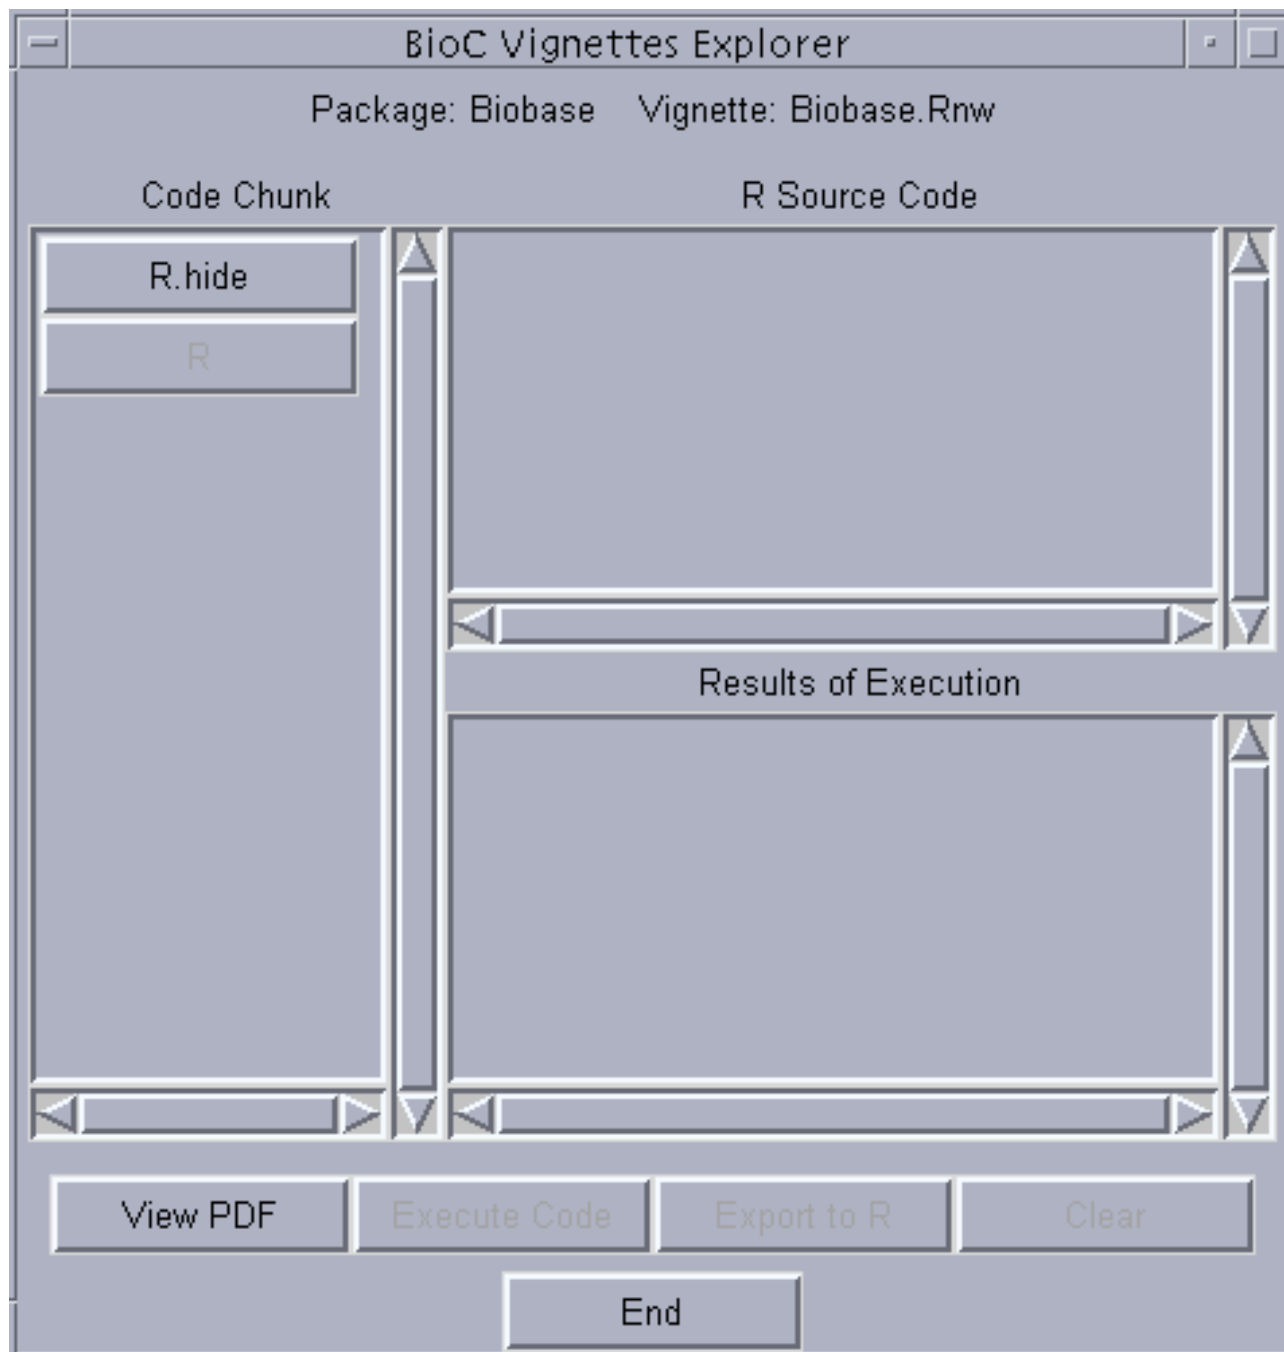 BioC Vignettes Explorer
Package: Biobase Vignette: Biobase.Rnw
Code Chunk
R Source Code
R.hide
R
Results of Execution
View PDF
Execute Code
Export to R
Clear
End